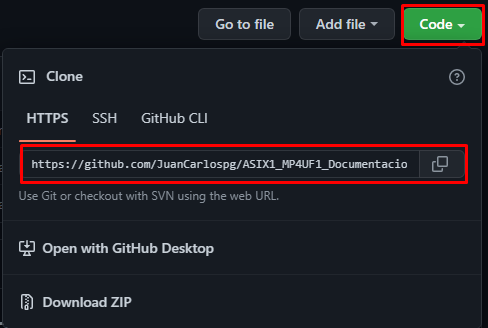 Go to file Add file Code
Clone
HTTPS SSH GitHub CLI
https://github.com/JuanCarlospg/ASIX1_MP4UF1_Documentacio
Use Git or checkout with SVN using the web URL.
Open with GitHub Desktop
Download ZIP